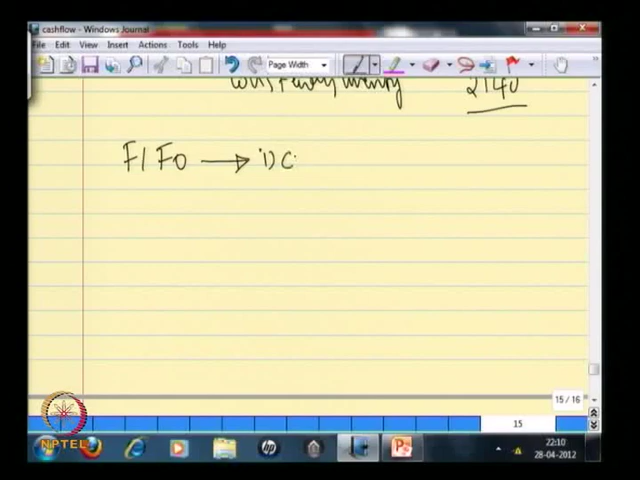 cashflow - Windows Journal
File Edit View Insert Actions Tools Help
Page Width
2140
FIFO → DC
15 / 16
15
NPTEL
22:10
28-04-2012